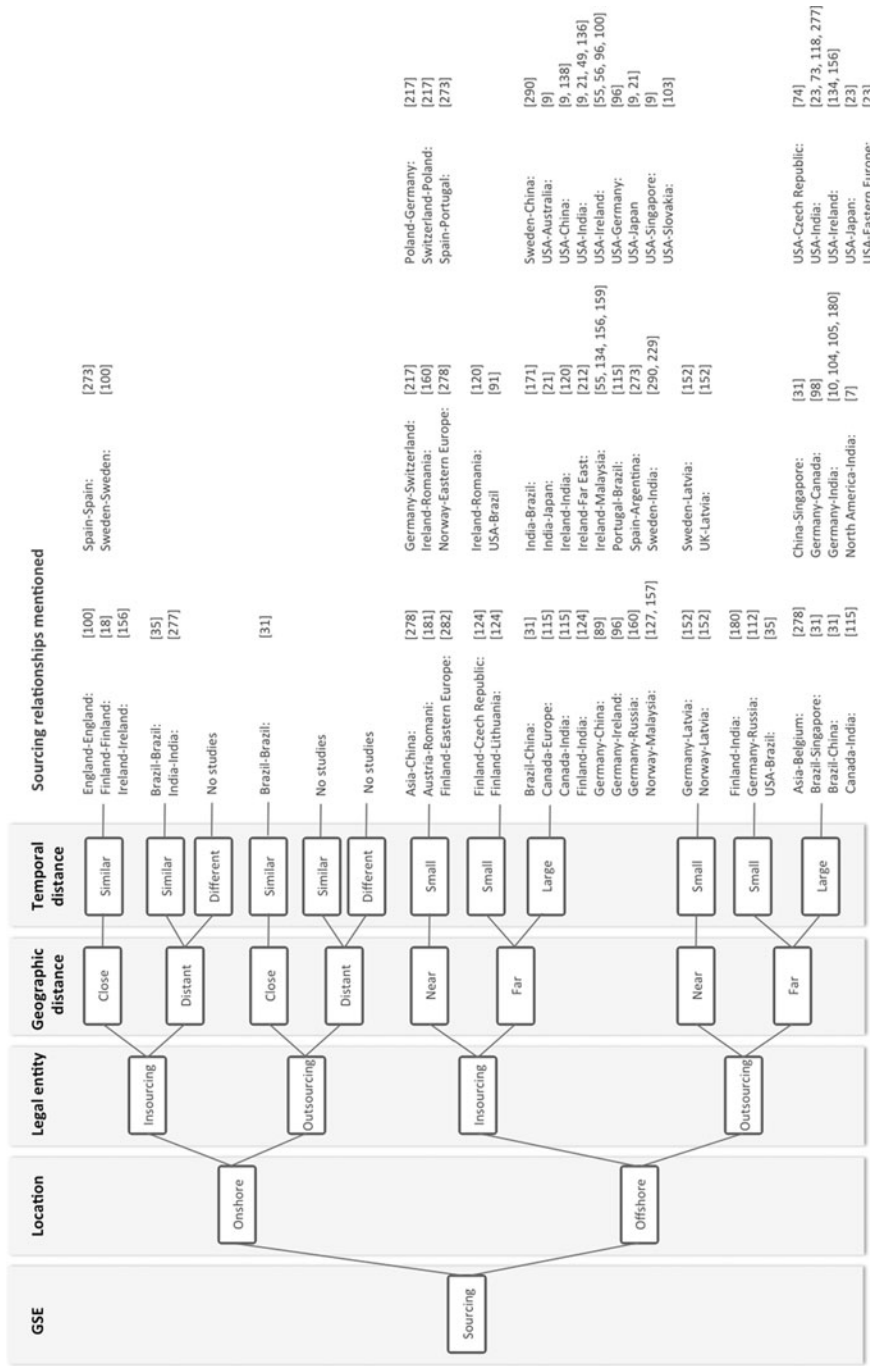 GSE Location Legal entity Geographic distance Temporal distance Sourcing relationships mentioned
Close Similar England-England: [100] Spain-Spain: [273]
Finland-Finland: [18] Sweden-Sweden: [100]
Ireland-Ireland: [156]
Insourcing
Similar Brazil-Brazil: [35]
India-India: [277]
Distant
Different No studies
Onshore
Close Similar Brazil-Brazil: [31]
Outsourcing
Similar No studies
Distant
Different No studies
Near Small Asia-China: [278] Germany-Switzerland: [217] Poland-Germany: [217]
Austria-Romani: [181] Ireland-Romania: [160] Switzerland-Poland: [217]
Finland-Eastern Europe: [282] Norway-Eastern Europe: [278] Spain-Portugal: [273]
Sourcing
Insourcing
Small Finland-Czech Republic: [124] Ireland-Romania: [120]
Finland-Lithuania: [124] USA-Brazil [91]
Far
Large Brazil-China: [31] India-Brazil: [171] Sweden-China: [290]
Canada-Europe: [115] India-Japan: [21] USA-Australia: [9]
Canada-India: [115] Ireland-India: [120] USA-China: [9, 138]
Finland-India: [124] Ireland-Far East: [212] USA-India: [9, 21, 49, 136]
Germany-China: [89] Ireland-Malaysia: [55, 134, 156, 159] USA-Ireland: [55, 56, 96, 100]
Germany-Ireland: [96] Portugal-Brazil: [115] USA-Germany: [96]
Germany-Russia: [160] Spain-Argentina: [273] USA-Japan [9, 21]
Norway-Malaysia: [127, 157] Sweden-India: [290, 229] USA-Singapore: [9]
USA-Slovakia: [103]
Offshore
Near Small Germany-Latvia: [152] Sweden-Latvia: [152]
Norway-Latvia: [152] UK-Latvia: [152]
Outsourcing
Small Finland-India: [180]
Germany-Russia: [112]
USA-Brazil: [35]
Far
Large Asia-Belgium: [278] China-Singapore: [31] USA-Czech Republic: [74]
Brazil-Singapore: [31] Germany-Canada: [98] USA-India: [23, 73, 118, 277]
Brazil-China: [31] Germany-India: [10, 104, 105, 180] USA-Ireland: [134, 156]
Canada-India: [115] North America-India: [7] USA-Japan: [23]
USA-Eastern Europe: [23]